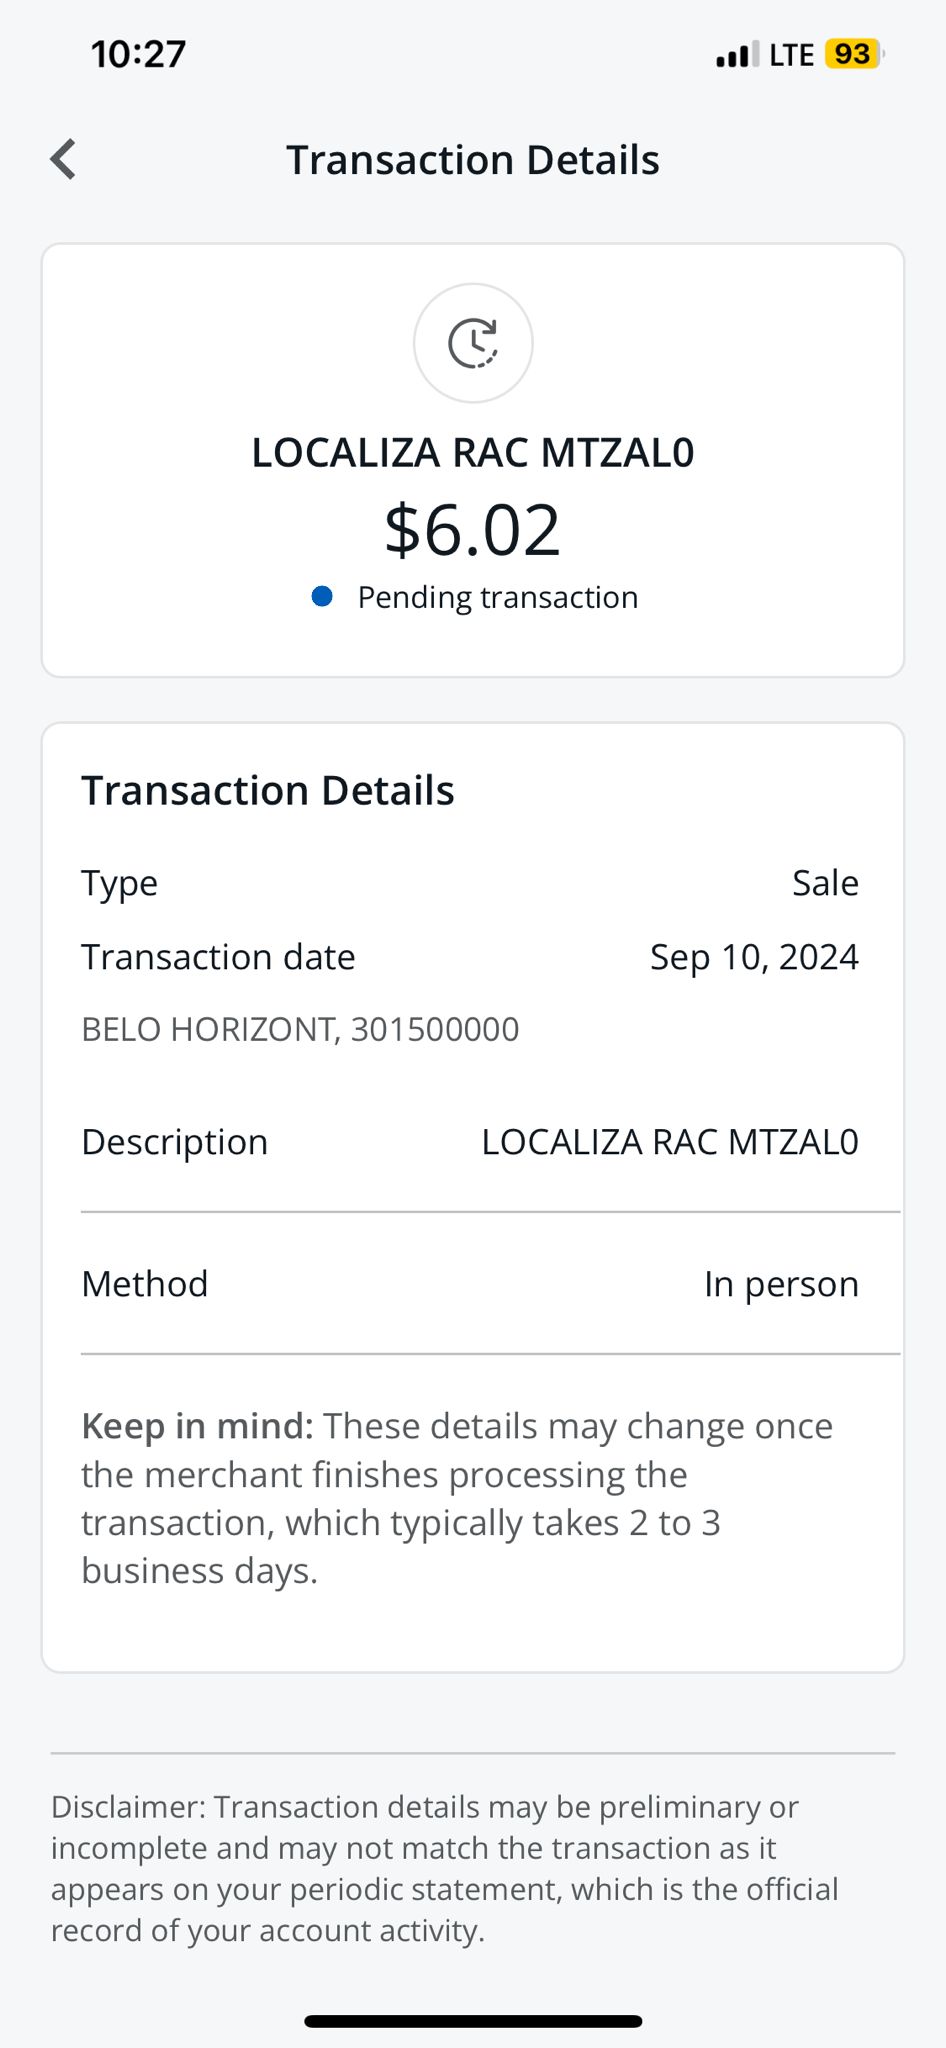 10:27
LTE 93
Transaction Details
LOCALIZA RAC MTZAL0
$6.02
Pending transaction
Transaction Details
Type Sale
Transaction date Sep 10, 2024
BELO HORIZONT, 301500000
Description LOCALIZA RAC MTZAL0
Method In person
Keep in mind: These details may change once
the merchant finishes processing the
transaction, which typically takes 2 to 3
business days.
Disclaimer: Transaction details may be preliminary or
incomplete and may not match the transaction as it
appears on your periodic statement, which is the official
record of your account activity.